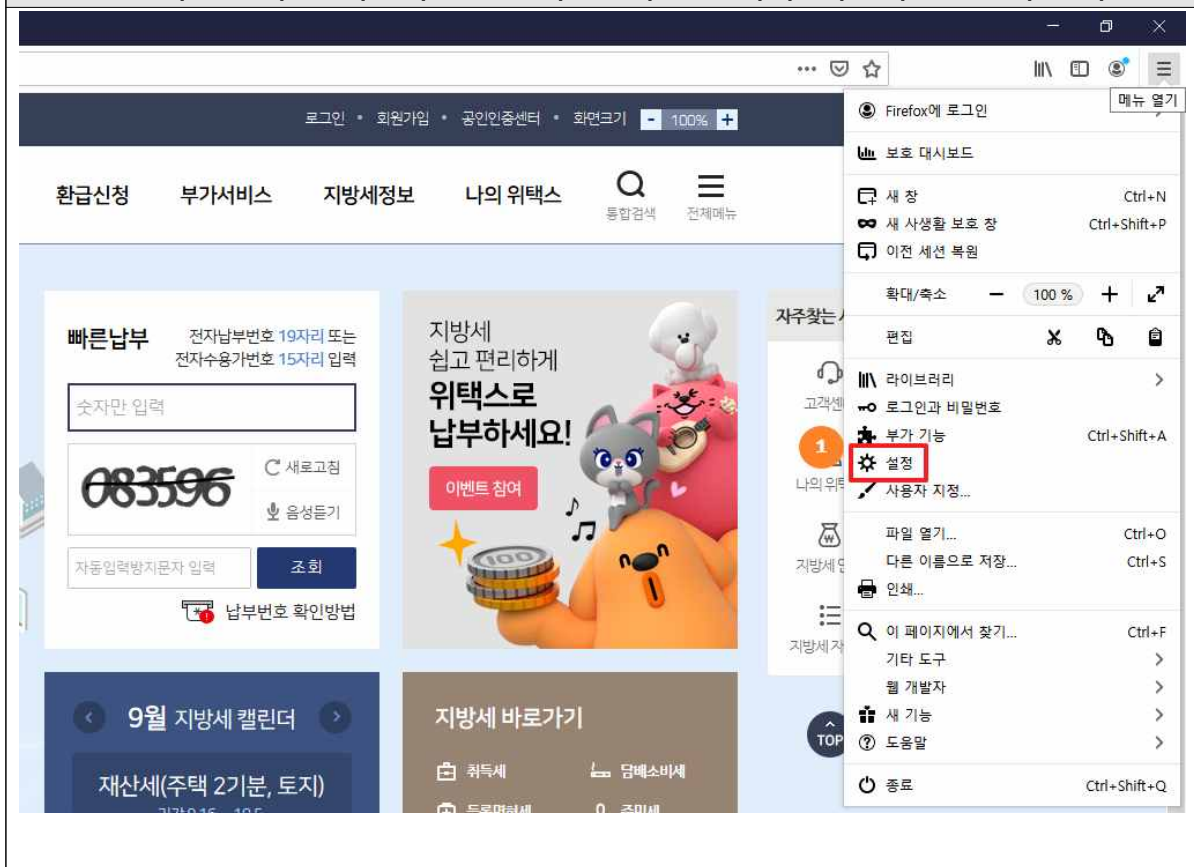 메뉴 열기
로그인 • 회원가입 • 공인인증센터 • 화면크기 - 100% +
환급신청 부가서비스 지방세정보 나의 위택스
통합검색 전체메뉴
빠른납부
전자납부번호 19자리 또는
전자수용가번호 15자리 입력
숫자만 입력
083596
새로고침
음성듣기
자동입력방지문자 입력
조회
납부번호 확인방법
지방세
쉽고 편리하게
위택스로
납부하세요!
이벤트 참여
100
자주찾는
고객센
1
나의위
지방세
지방세
TOP
9월 지방세 캘린더
재산세(주택 2기분, 토지)
지방세 바로가기
취득세 담배소비세
등록면허세 주민세
Firefox에 로그인
보호 대시보드
새 창 Ctrl+N
새 사생활 보호 창 Ctrl+Shift+P
이전 세션 복원
확대/축소 100 %
편집
라이브러리
로그인과 비밀번호
부가 기능 Ctrl+Shift+A
설정
사용자 지정...
파일 열기... Ctrl+O
다른 이름으로 저장... Ctrl+S
인쇄...
이 페이지에서 찾기... Ctrl+F
기타 도구
웹 개발자
새 기능
도움말
종료 Ctrl+Shift+Q